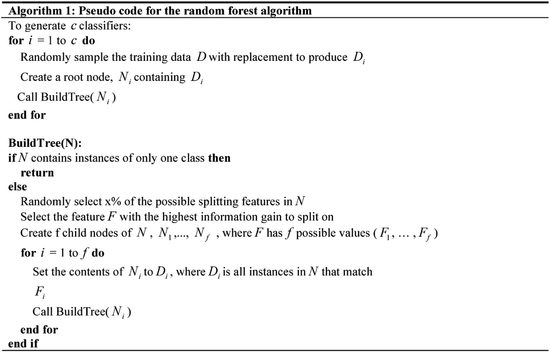 Algorithm 1: Pseudo code for the random forest algorithm
To generate c classifiers:
for i = 1 to c do
Randomly sample the training data D with replacement to produce D_i
Create a root node, N_i containing D_i
Call BuildTree( N_i )
end for
BuildTree(N):
if N contains instances of only one class then
return
else
Randomly select x% of the possible splitting features in N
Select the feature F with the highest information gain to split on
Create f child nodes of N , N_1,..., N_f , where F has f possible values ( F_1, … , F_f )
for i = 1 to f do
Set the contents of N_i to D_i , where D_i is all instances in N that match
F_i
Call BuildTree( N_i )
end for
end if